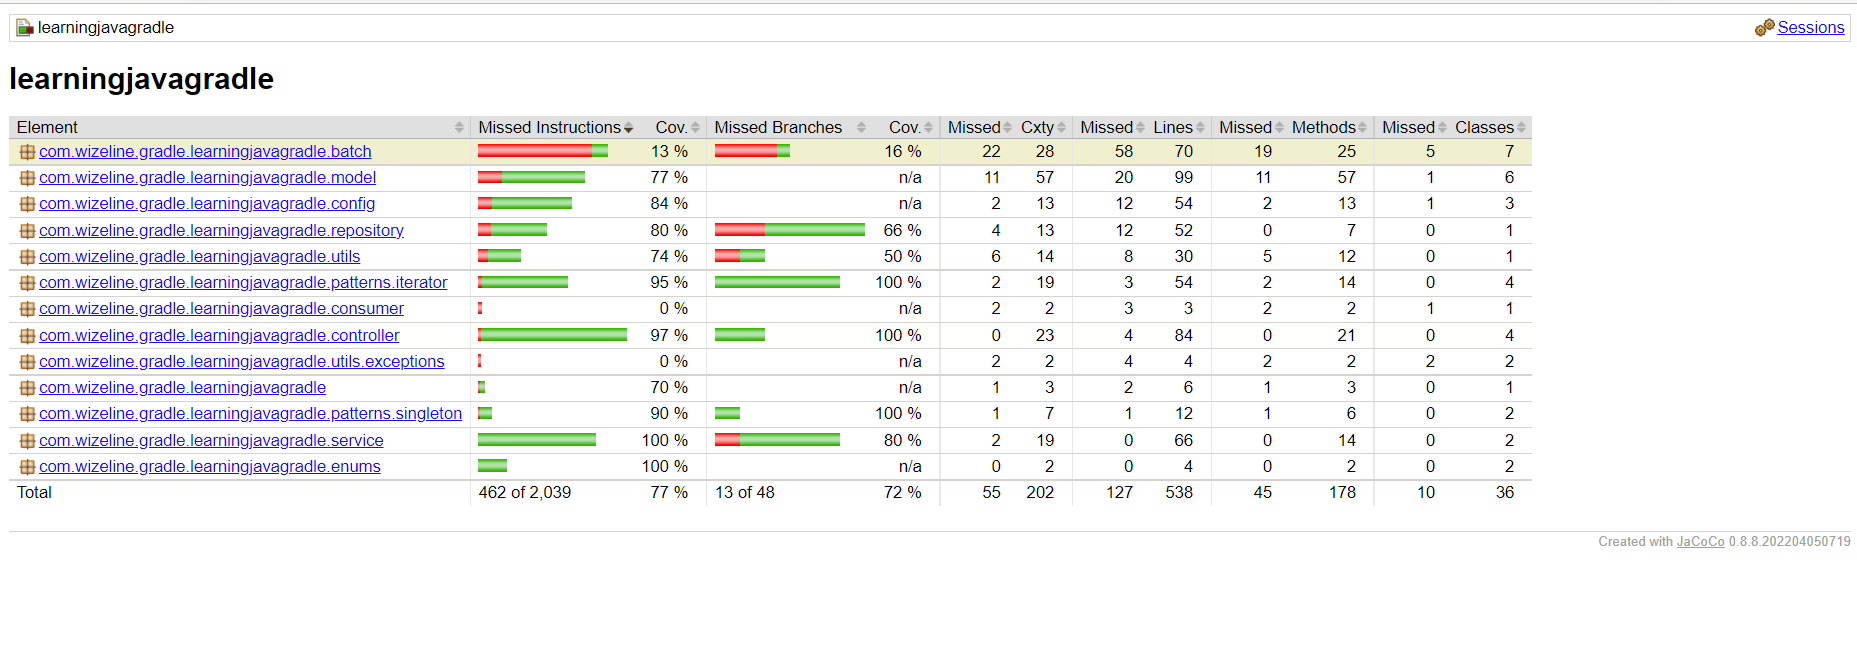 learningjavagradle Sessions
learningjavagradle
Element Missed Instructions Cov. Missed Branches Cov. Missed Cxty Missed Lines Missed Methods Missed Classes
com.wizeline.gradle.learningjavagradle.batch 13 % 16 % 22 28 58 70 19 25 5 7
com.wizeline.gradle.learningjavagradle.model 77 % n/a 11 57 20 99 11 57 1 6
com.wizeline.gradle.learningjavagradle.config 84 % n/a 2 13 12 54 2 13 1 3
com.wizeline.gradle.learningjavagradle.repository 80 % 66 % 4 13 12 52 0 7 0 1
com.wizeline.gradle.learningjavagradle.utils 74 % 50 % 6 14 8 30 5 12 0 1
com.wizeline.gradle.learningjavagradle.patterns.iterator 95 % 100 % 2 19 3 54 2 14 0 4
com.wizeline.gradle.learningjavagradle.consumer 0 % n/a 2 2 3 3 2 2 1 1
com.wizeline.gradle.learningjavagradle.controller 97 % 100 % 0 23 4 84 0 21 0 4
com.wizeline.gradle.learningjavagradle.utils.exceptions 0 % n/a 2 2 4 4 2 2 2 2
com.wizeline.gradle.learningjavagradle 70 % n/a 1 3 2 6 1 3 0 1
com.wizeline.gradle.learningjavagradle.patterns.singleton 90 % 100 % 1 7 1 12 1 6 0 2
com.wizeline.gradle.learningjavagradle.service 100 % 80 % 2 19 0 66 0 14 0 2
com.wizeline.gradle.learningjavagradle.enums 100 % n/a 0 2 0 4 0 2 0 2
Total 462 of 2,039 77 % 13 of 48 72 % 55 202 127 538 45 178 10 36
Created with JaCoCo 0.8.8.202204050719